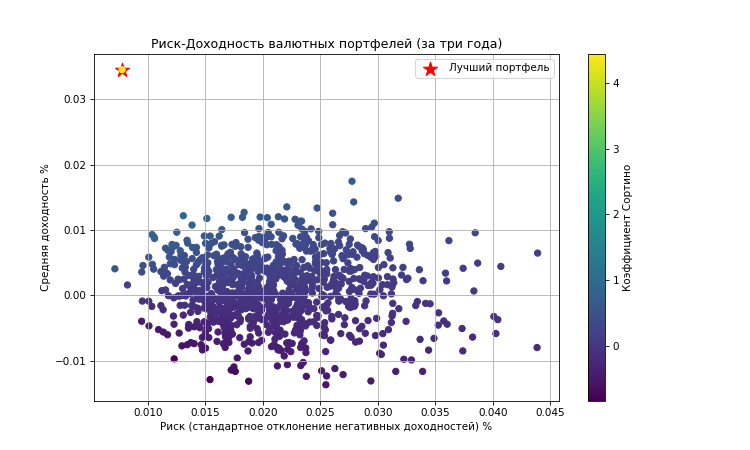 Риск-Доходность валютных портфелей (за три года)
Лучший портфель
Средняя доходность %
0.03
0.02
0.01
0.00
−0.01
0.010 0.015 0.020 0.025 0.030 0.035 0.040 0.045
Риск (стандартное отклонение негативных доходностей) %
4
3
2
1
0
Коэффициент Сортино